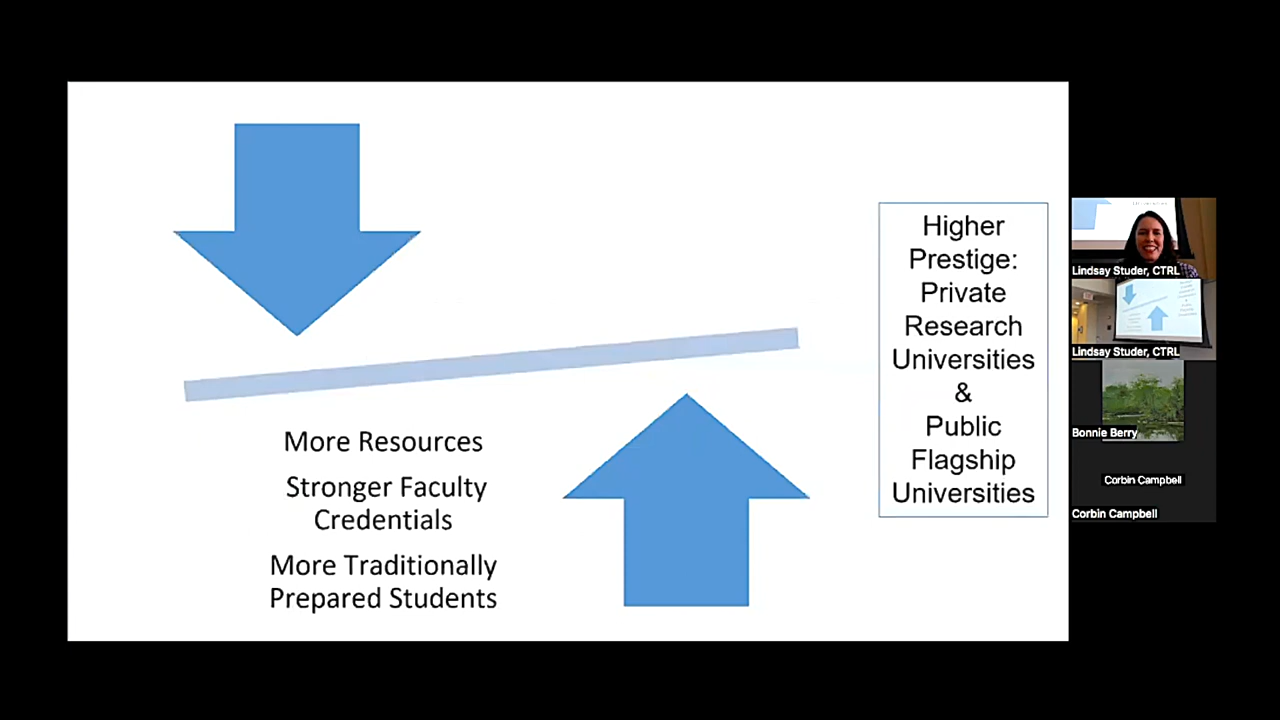 More Resources
Stronger Faculty
Credentials
More Traditionally
Prepared Students
Higher
Prestige:
Private
Research
Universities
&
Public
Flagship
Universities
Lindsay Studer, CTRL
Lindsay Studer, CTRL
Bonnie Berry
Corbin Campbell
Corbin Campbell